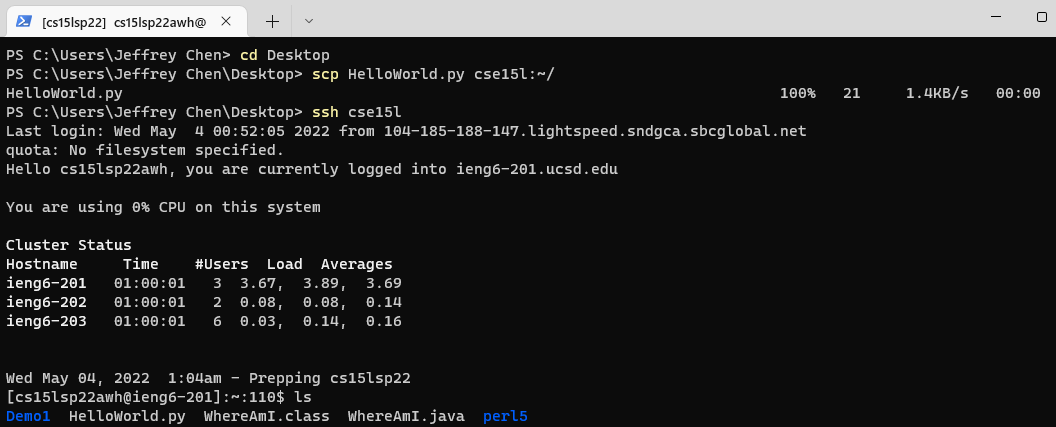 [cs15lsp22] cs15lsp22awh@
PS C:\Users\Jeffrey Chen> cd Desktop
PS C:\Users\Jeffrey Chen\Desktop> scp HelloWorld.py cse15l:~/
HelloWorld.py 100% 21 1.4KB/s 00:00
PS C:\Users\Jeffrey Chen\Desktop> ssh cse15l
Last login: Wed May  4 00:52:05 2022 from 104-185-188-147.lightspeed.sndgca.sbcglobal.net
quota: No filesystem specified.
Hello cs15lsp22awh, you are currently logged into ieng6-201.ucsd.edu
You are using 0% CPU on this system
Cluster Status
Hostname     Time    #Users  Load  Averages
ieng6-201   01:00:01   3  3.67,  3.89,  3.69
ieng6-202   01:00:01   2  0.08,  0.08,  0.14
ieng6-203   01:00:01   6  0.03,  0.14,  0.16
Wed May 04, 2022  1:04am - Prepping cs15lsp22
[cs15lsp22awh@ieng6-201]:~:110$ ls
Demo1  HelloWorld.py  WhereAmI.class  WhereAmI.java  perl5